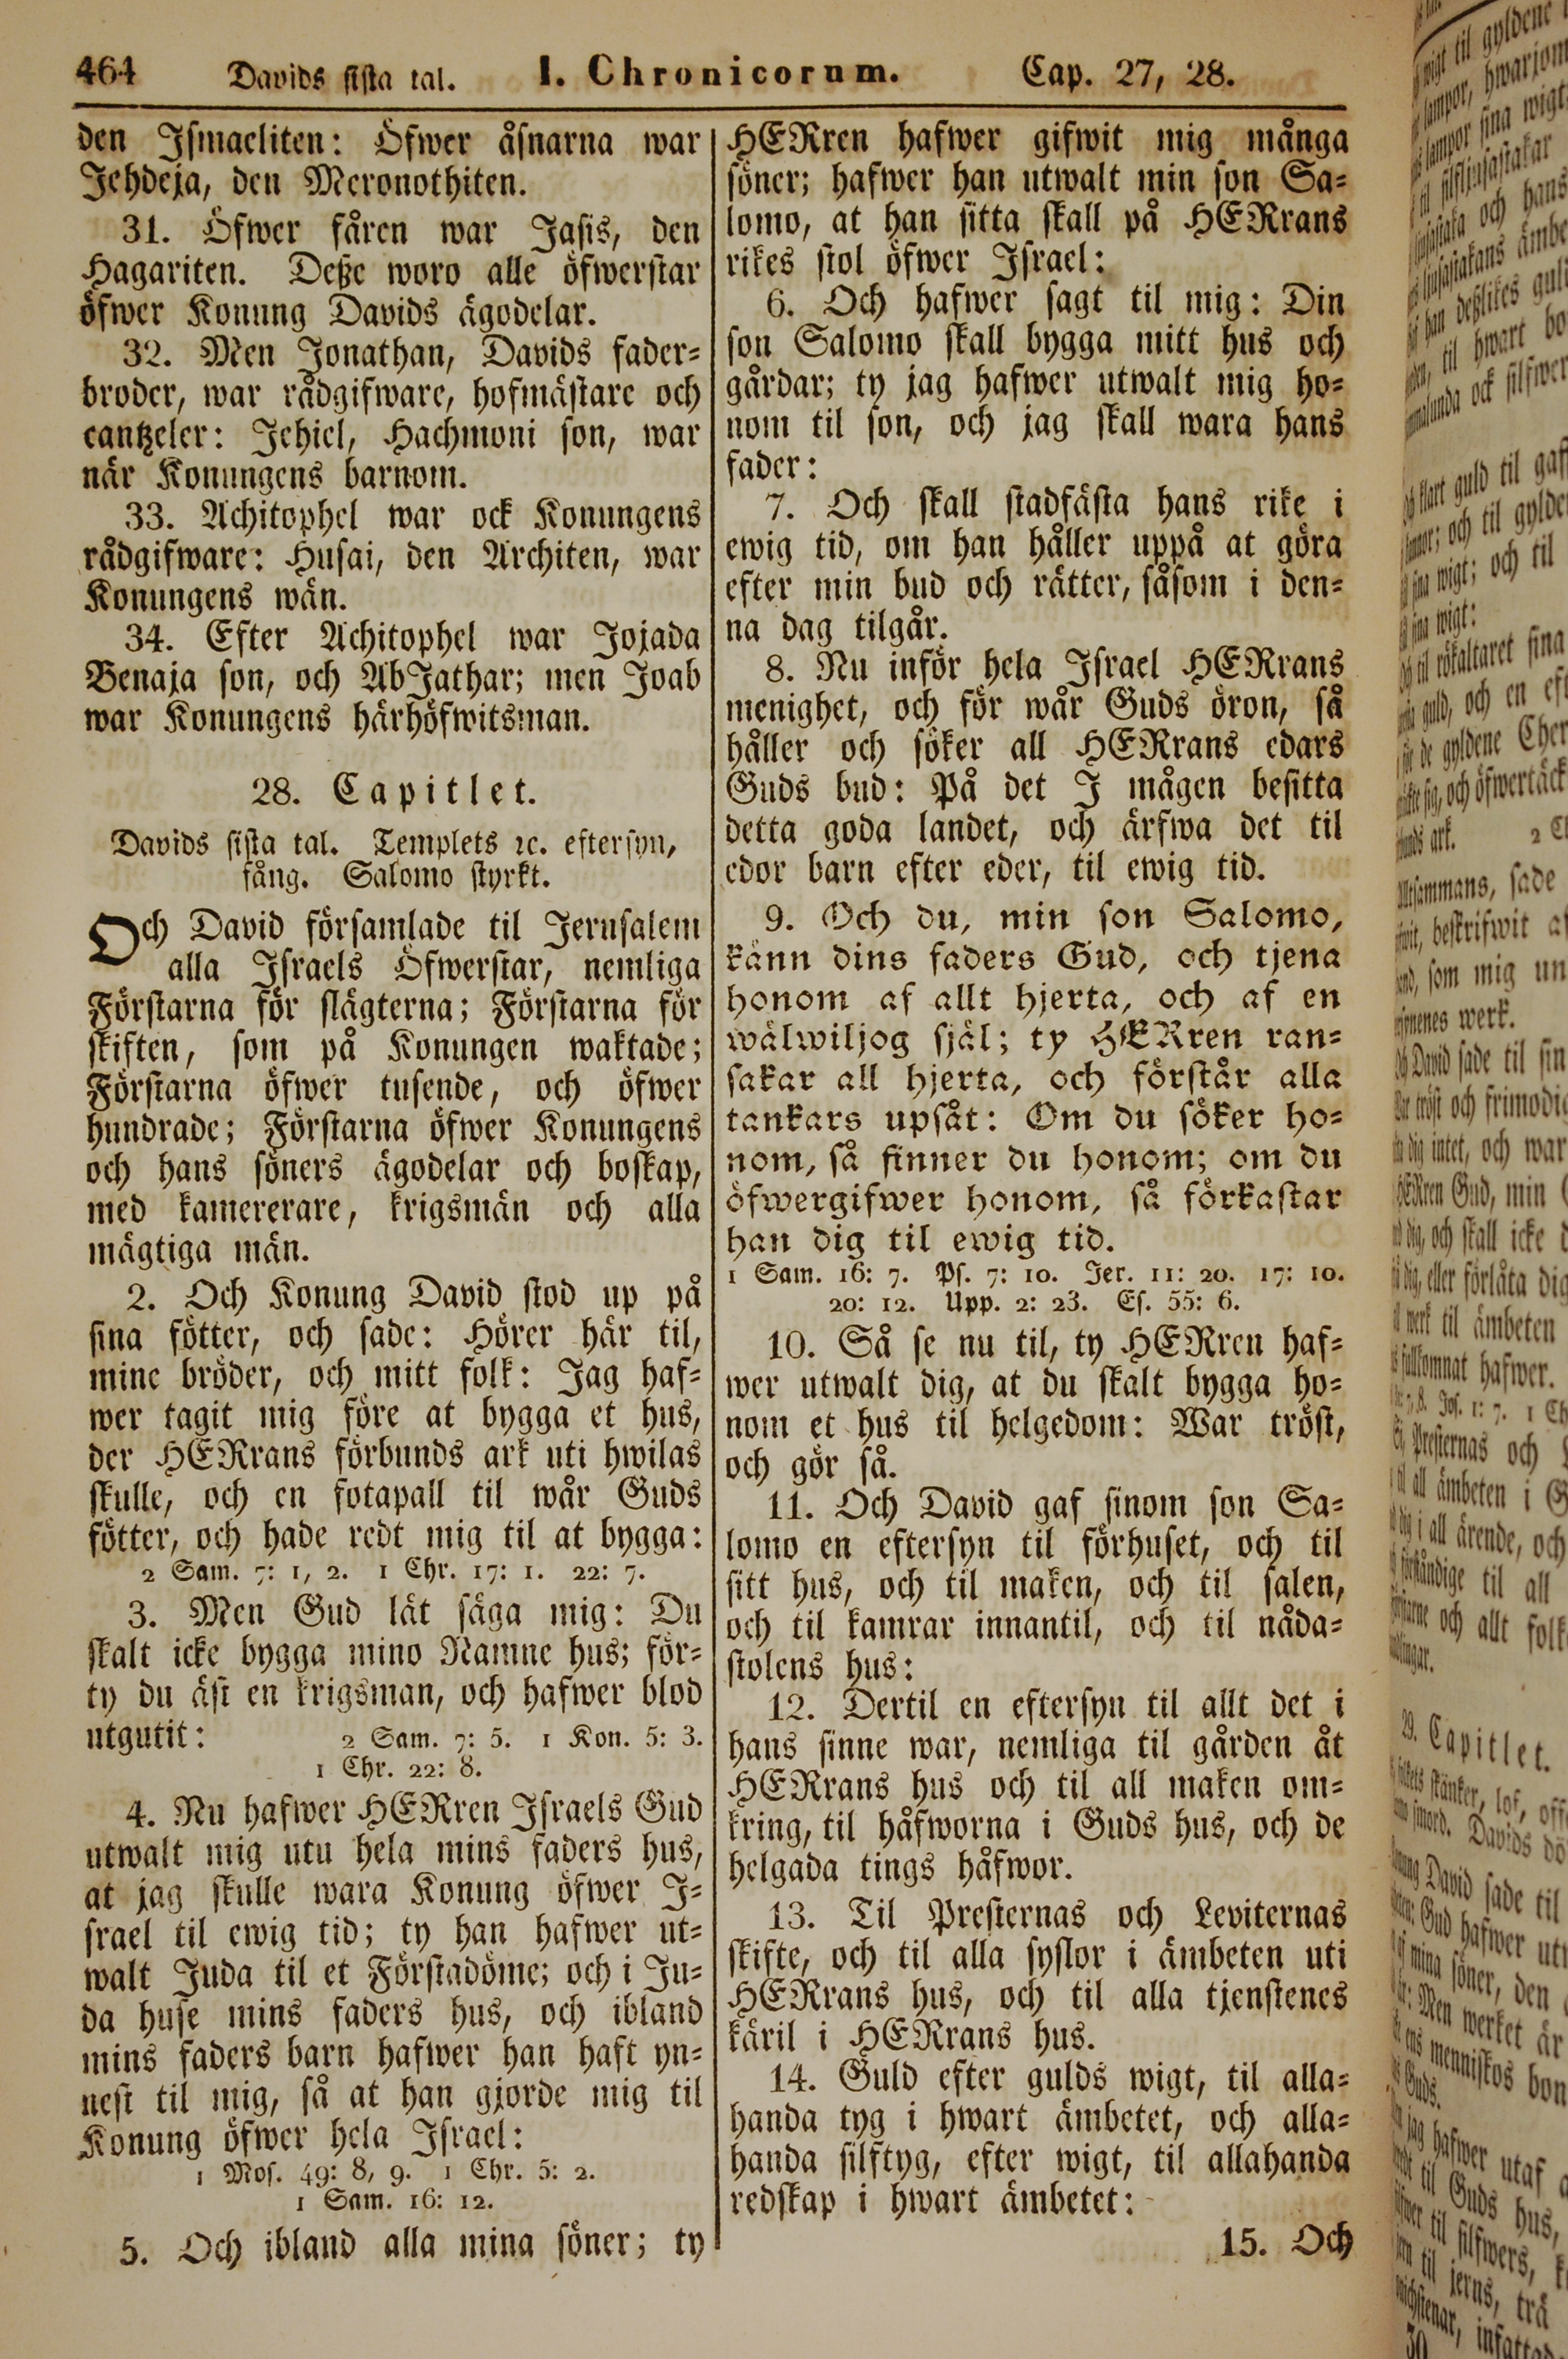 464 Davids sista tal. I. Chronicorum. Cap. 27, 28.
den Ismaeliten: Öfwer åsnarna war
Jehdeja, den Meronothiten.
31. Öfwer fåren war Jasis, den
Hagariten. Deße woro alle öfwerstar
öfwer Konung Davids ägodelar.
32. Men Jonathan, Davids fader-
broder, war rådgifware, hofmästare och
cantzeler: Jehiel, Hachmoni son, war
när Konungens barnom.
33. Achitophel war ock Konungens
rådgifware: Husai, den Architen, war
Konungens wän.
34. Efter Achitophel war Jojada
Benaja son, och AbJathar; men Joab
war Konungens härhöfwitsman.
28. Capitlet.
Davids sista tal. Templets ꝛc. eftersyn,
fång. Salomo styrkt.
Och David församlade til Jerusalem
alla Israels Öfwerstar, nemliga
Förstarna för slägterna; Förstarna för
skiften, som på Konungen waktade;
Förstarna öfwer tusende, och öfwer
hundrade; Förstarna öfwer Konungens
och hans söners ägodelar och boskap,
med kamererare, krigsmän och alla
mägtiga män.
2. Och Konung David stod up på
sina fötter, och sade: Hörer här til,
mine bröder, och mitt folk: Jag haf-
wer tagit mig före at bygga et hus,
der HERrans förbunds ark uti hwilas
skulle, och en fotapall til wår Guds
fötter, och hade redt mig til at bygga:
2 Sam. 7: 1, 2. 1 Chr. 17: 1. 22: 7.
3. Men Gud lät säga mig: Du
skalt icke bygga mino Namne hus; för-
ty du äst en krigsman, och hafwer blod
utgutit: 2 Sam. 7: 5. 1 Kon. 5: 3.
1 Chr. 22: 8.
4. Nu hafwer HERren Israels Gud
utwalt mig utu hela mins faders hus,
at jag skulle wara Konung öfwer I-
srael til ewig tid; ty han hafwer ut-
walt Juda til et Förstadöme; och i Ju-
da huse mins faders hus, och ibland
mins faders barn hafwer han haft yn-
nest til mig, så at han gjorde mig til
Konung öfwer hela Israel:
1 Mos. 49: 8, 9. 1 Chr. 5: 2.
1 Sam. 16: 12.
5. Och ibland alla mina söner; ty
HERren hafwer gifwit mig många
söner; hafwer han utwalt min son Sa-
lomo, at han sitta skall på HERrans
rikes stol öfwer Israel:
6. Och hafwer sagt til mig: Din
son Salomo skall bygga mitt hus och
gårdar; ty jag hafwer utwalt mig ho-
nom til son, och jag skall wara hans
fader:
7. Och skall stadfästa hans rike i
ewig tid, om han håller uppå at göra
efter min bud och rätter, såsom i den-
na dag tilgår.
8. Nu inför hela Israel HERrans
menighet, och för wår Guds öron, så
håller och söker all HERrans edars
Guds bud: På det I mågen besitta
detta goda landet, och ärfwa det til
edor barn efter eder, til ewig tid.
9. Och du, min son Salomo,
känn dins faders Gud, och tjena
honom af allt hjerta, och af en
wälwiljog själ; ty HERren ran-
sakar all hjerta, och förstår alla
tankars upsåt: Om du söker ho-
nom, så finner du honom; om du
öfwergifwer honom, så förkastar
han dig til ewig tid.
1 Sam. 16: 7. Ps. 7: 10. Jer. 11: 20. 17: 10.
20: 12. Upp. 2: 23. Es. 55: 6.
10. Så se nu til, ty HERren haf-
wer utwalt dig, at du skalt bygga ho-
nom et hus til helgedom: War tröst,
och gör så.
11. Och David gaf sinom son Sa-
lomo en eftersyn til förhuset, och til
sitt hus, och til maken, och til salen,
och til kamrar innantil, och til nåda-
stolens hus:
12. Dertil en eftersyn til allt det i
hans sinne war, nemliga til gården åt
HERrans hus och til all maken om-
kring, til håfworna i Guds hus, och de
helgada tings håfwor.
13. Til Presternas och Leviternas
skifte, och til alla syslor i ämbeten uti
HERrans hus, och til alla tjenstenes
käril i HERrans hus.
14. Guld efter gulds wigt, til alla-
handa tyg i hwart ämbetet, och alla-
handa silftyg, efter wigt, til allahanda
redskap i hwart ämbetet:
15. Och